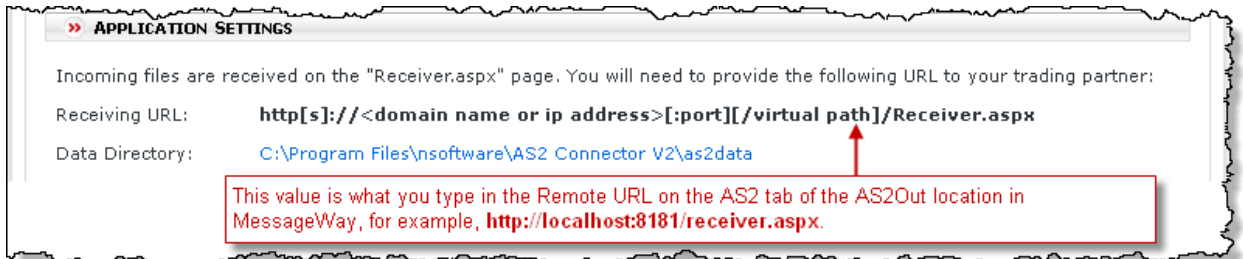 » APPLICATION SETTINGS
Incoming files are received on the "Receiver.aspx" page. You will need to provide the following URL to your trading partner:
Receiving URL: http[s]://<domain name or ip address>[:port][/virtual path]/Receiver.aspx
Data Directory: C:\Program Files\nsoftware\AS2 Connector V2\as2data
This value is what you type in the Remote URL on the AS2 tab of the AS2Out location in
MessageWay, for example, http://localhost:8181/receiver.aspx.